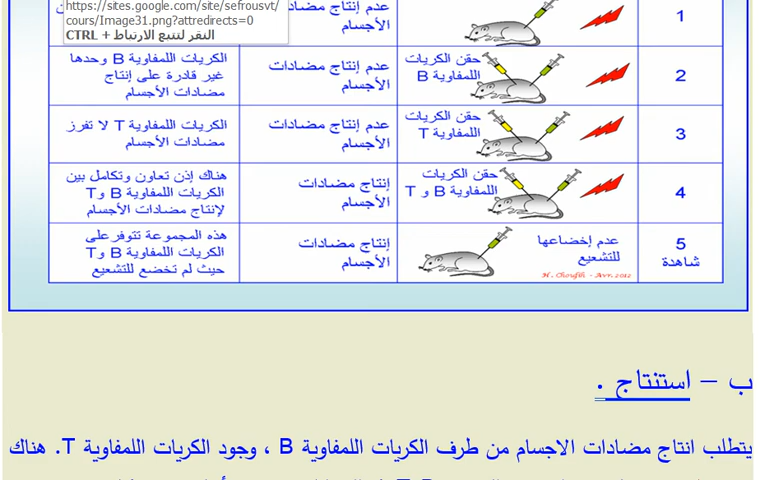 https://sites.google.com/site/sefrousvt/
cours/Image31.png?attredirects=0
CTRL + النقر لتتبع الارتباط
1
عدم إنتاج مضادات
الأجسام
2
حقن الكريات
اللمفاوية B
عدم إنتاج مضادات
الأجسام
الكريات اللمفاوية B وحدها
غير قادرة على إنتاج
مضادات الأجسام
3
حقن الكريات
اللمفاوية T
عدم إنتاج مضادات
الأجسام
الكريات اللمفاوية T لا تفرز
مضادات الأجسام
4
حقن الكريات
اللمفاوية B و T
إنتاج مضادات
الأجسام
هناك إذن تعاون وتكامل بين
الكريات اللمفاوية B وT
لإنتاج مضادات الأجسام
5
شاهدة
عدم إخضاعها
للتشعيع
H. Choufih - Avr. 2012
إنتاج مضادات
الأجسام
هذه المجموعة تتوفر على
الكريات اللمفاوية B وT
حيث لم تخضع للتشعيع
ب – استنتاج .
يتطلب انتاج مضادات الاجسام من طرف الكريات اللمفاوية B ، وجود الكريات اللمفاوية T. هناك